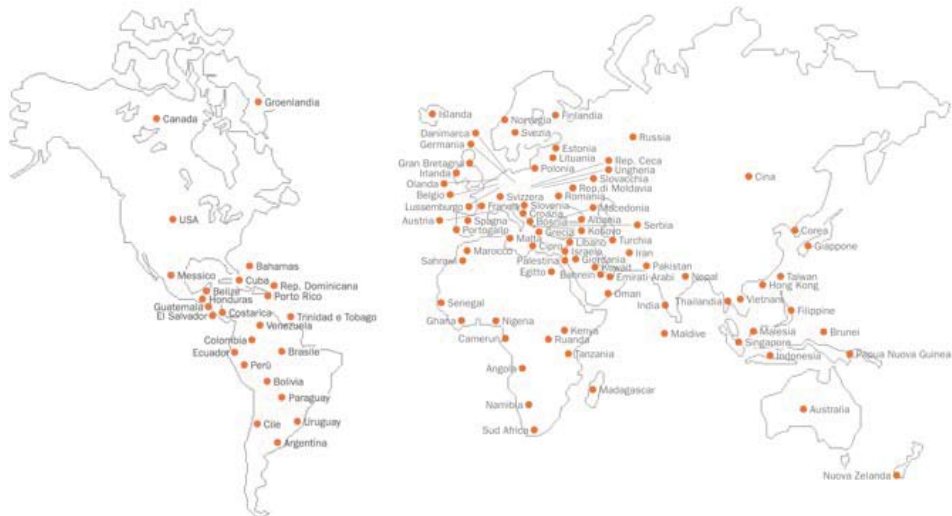 Groenlandia
Canada
USA
Messico
Bahamas
Cuba
Rep. Dominicana
Porto Rico
Belize
Honduras
Guatemala
El Salvador
Costarica
Trinidad e Tobago
Venezuela
Colombia
Ecuador
Brasile
Perù
Bolivia
Paraguay
Cile
Uruguay
Argentina
Islanda
Norvegia
Finlandia
Danimarca
Svezia
Germania
Russia
Estonia
Lituania
Gran Bretagna
Rep. Ceca
Irlanda
Polonia
Ungheria
Olanda
Slovacchia
Cina
Belgio
Rep.di Moldavia
Svizzera
Romania
Lussemburgo
Francia
Slovenia
Macedonia
Austria
Spagna
Croazia
Albania
Bosnia
Serbia
Portogallo
Grecia
Kosovo
Corea
Malta
Cipro
Libano
Turchia
Giappone
Marocco
Israele
Iran
Sahrawi
Palestina
Giordania
Kuwait
Pakistan
Egitto
Bahrein
Emirati Arabi
Nepal
Taiwan
Hong Kong
Oman
Senegal
India
Thailandia
Vietnam
Filippine
Ghana
Nigeria
Kenya
Maldive
Malesia
Brunei
Camerun
Ruanda
Singapore
Tanzania
Indonesia
Papua Nuova Guinea
Angola
Madagascar
Namibia
Australia
Sud Africa
Nuova Zelanda